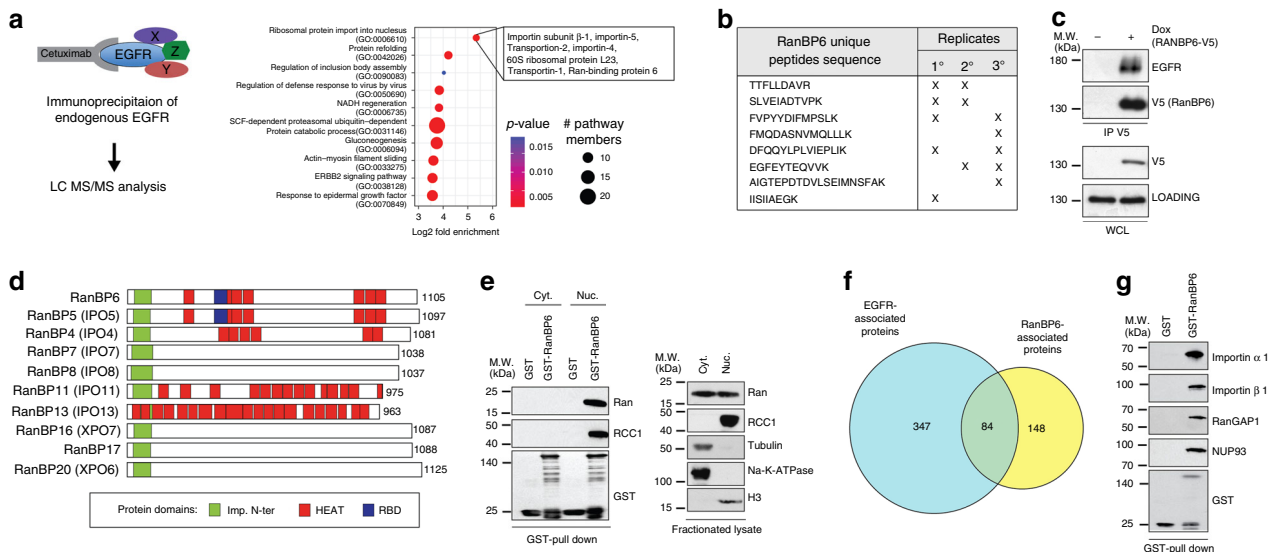 a
X
Z
Cetuximab
EGFR
Y
Immunoprecipitaion of
endogenous EGFR
LC MS/MS analysis
Ribosomal protein import into nucleus
(GO:0006610)
Protein refolding
(GO:0042026)
Regulation of inclusion body assembly
(GO:0090083)
Regulation of defense response to virus by virus
(GO:0050690)
NADH regeneration
(GO:0006735)
SCF-dependent proteasomal ubiquitin-dependent
Protein catabolic process(GO:0031146)
Gluconeogenesis
(GO:0006094)
Actin-myosin filament sliding
(GO:0033275)
ERBB2 signaling pathway
(GO:0038128)
Response to epidermal growth factor
(GO:0070849)
3 4 5 6
Log2 fold enrichment
Importin subunit β-1, importin-5,
Transportion-2, importin-4,
60S ribosomal protein L23,
Transportin-1, Ran-binding protein 6
p-value
0.015
0.010
0.005
# pathway
members
10
15
20
b
RanBP6 unique
peptides sequence
Replicates
1° 2° 3°
TTFLLDAVR X X
SLVEIADTVPK X X
FVPYYDIFMPSLK X X
FMQDASNVMQLLLK X
DFQQYLPLVIEPLIK X X
EGFEYTEQVVK X X
AIGTEPDTDVLSEIMNSFAK X
IISIIAEGK X
c
M.W.
(kDa)
– + Dox
(RANBP6-V5)
180
EGFR
130
V5 (RanBP6)
IP V5
130
V5
130
LOADING
WCL
d
RanBP6 1105
RanBP5 (IPO5) 1097
RanBP4 (IPO4) 1081
RanBP7 (IPO7) 1038
RanBP8 (IPO8) 1037
RanBP11 (IPO11) 975
RanBP13 (IPO13) 963
RanBP16 (XPO7) 1087
RanBP17 1088
RanBP20 (XPO6) 1125
Protein domains: Imp. N-ter HEAT RBD
e
Cyt. Nuc.
M.W.
(kDa)
GST
GST-RanBP6
GST
GST-RanBP6
25
15
Ran
50
40
RCC1
140
25
GST
GST-pull down
M.W.
(kDa)
Cyt.
Nuc.
25
15
Ran
50
40
RCC1
50
Tubulin
100
Na-K-ATPase
15
H3
Fractionated lysate
f
EGFR-
associated
proteins
RanBP6-
associated
proteins
347 84 148
g
M.W.
(kDa)
GST
GST-RanBP6
70
50
Importin α 1
100
Importin β 1
70
50
RanGAP1
100
70
NUP93
140
25
GST
GST-pull down